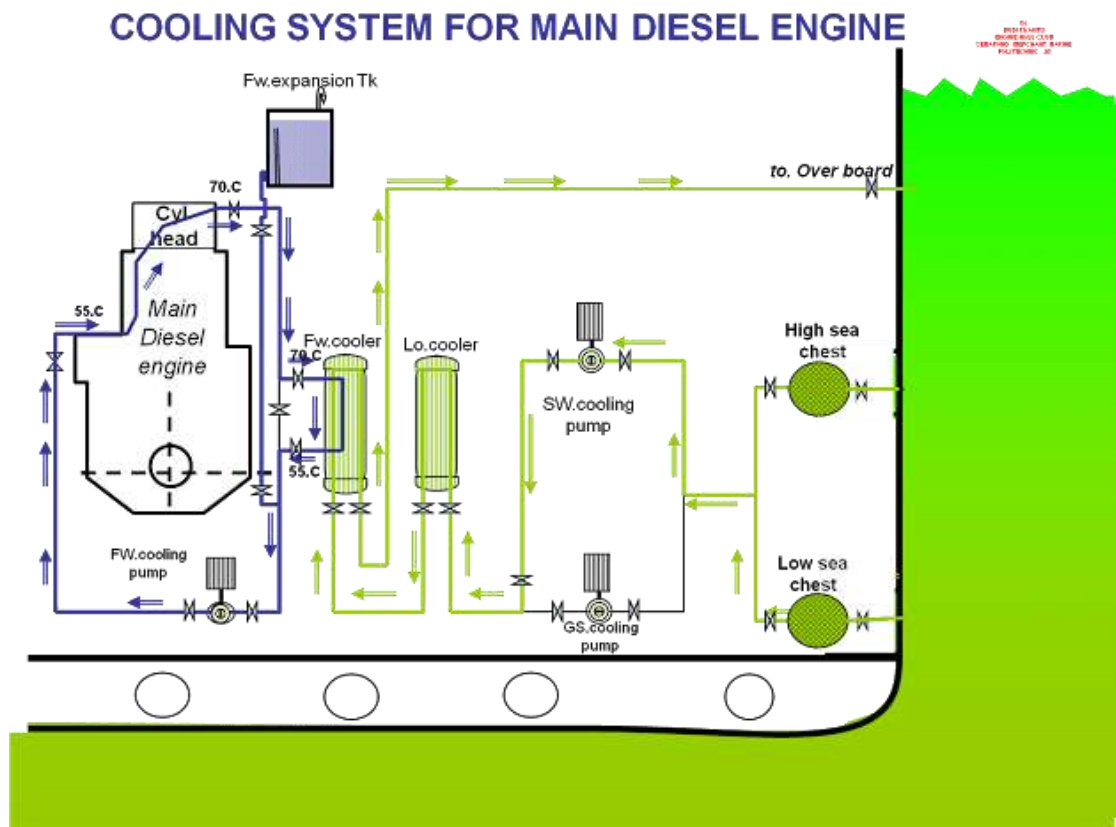 COOLING SYSTEM FOR MAIN DIESEL ENGINE
Fw.expansion Tk
to. Over board
70.C
Cyl
head
55.C
Main
Diesel
engine
Fw.cooler
Lo.cooler
70.C
High sea
chest
SW.cooling
pump
55.C
FW.cooling
pump
Low sea
chest
GS.cooling
pump